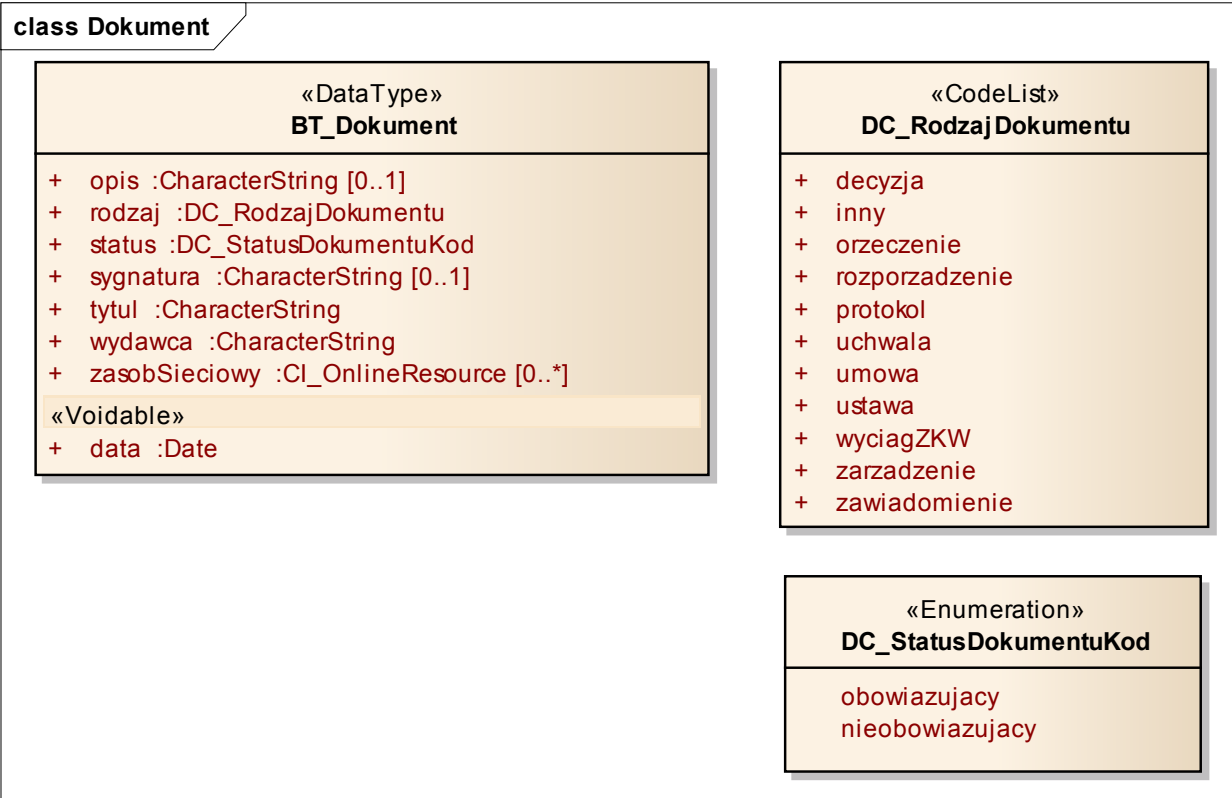 class Dokument
«DataType»
BT_Dokument
+ opis :CharacterString [0..1]
+ rodzaj :DC_RodzajDokumentu
+ status :DC_StatusDokumentuKod
+ sygnatura :CharacterString [0..1]
+ tytul :CharacterString
+ wydawca :CharacterString
+ zasobSieciowy :CI_OnlineResource [0..*]
«Voidable»
+ data :Date
«CodeList»
DC_RodzajDokumentu
+ decyzja
+ inny
+ orzeczenie
+ rozporzadzenie
+ protokol
+ uchwala
+ umowa
+ ustawa
+ wyciagZKW
+ zarzadzenie
+ zawiadomienie
«Enumeration»
DC_StatusDokumentuKod
obowiazujacy
nieobowiazujacy